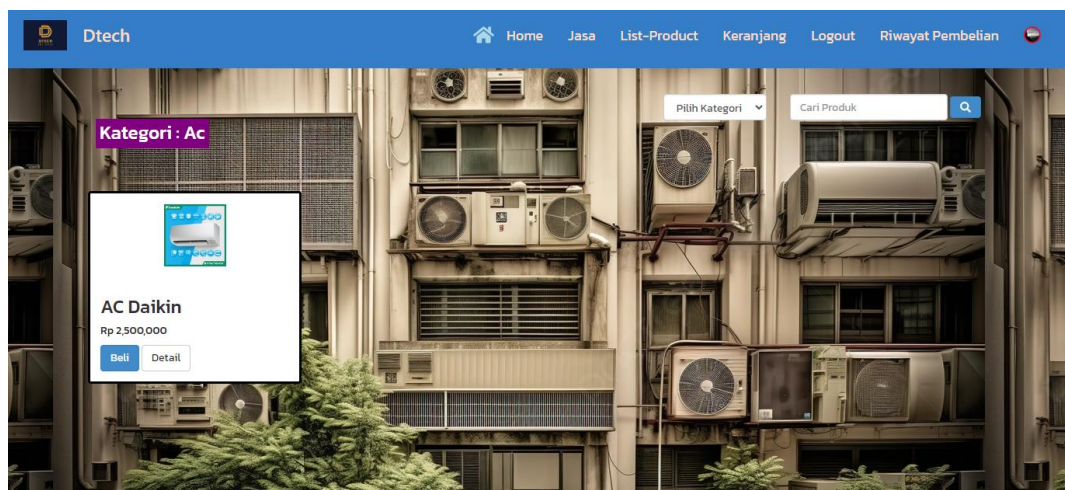 Dtech
Home Jasa List-Product Keranjang Logout Riwayat Pembelian
Pilih Kategori Cari Produk
Kategori : Ac
AC Daikin
Rp 2,500,000
Beli Detail